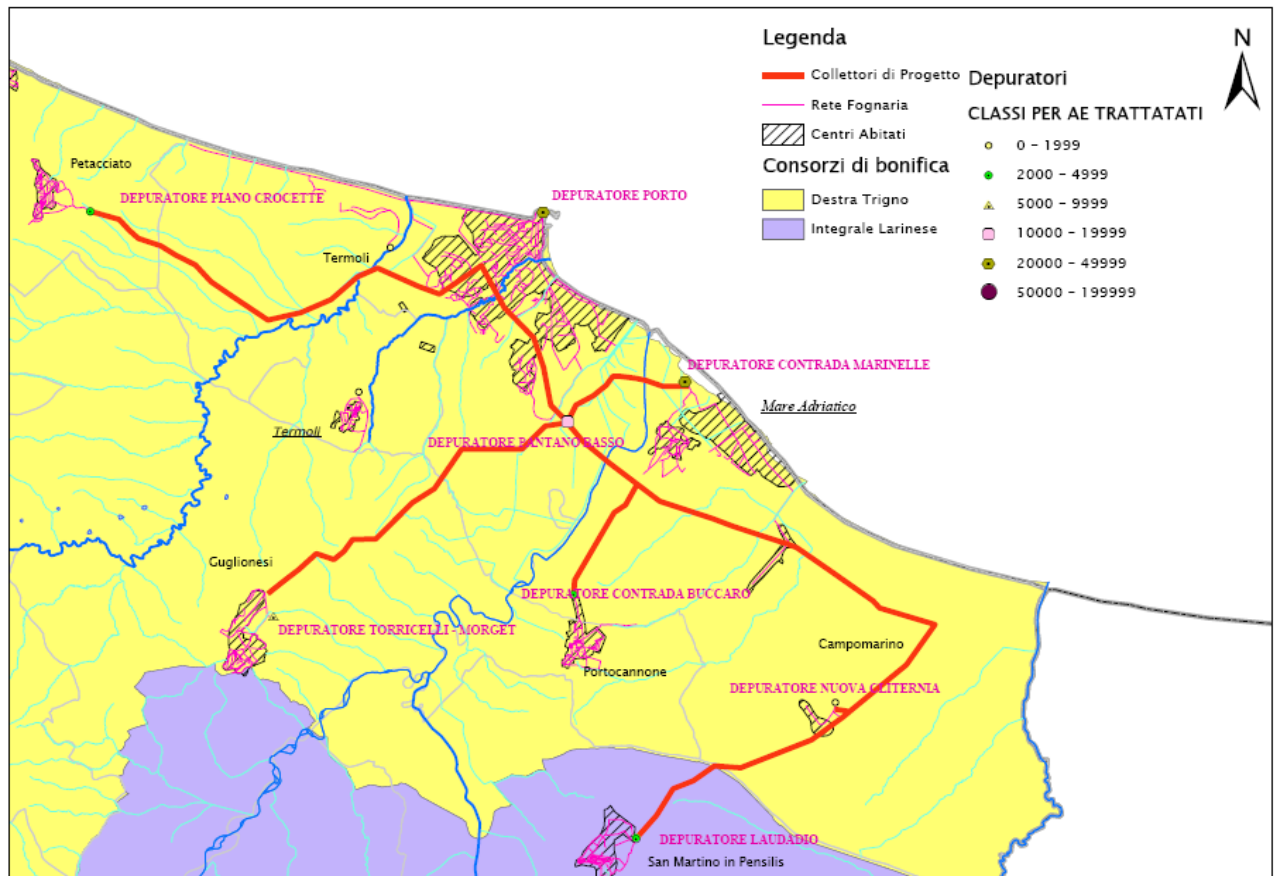 Legenda
Collettori di Progetto
Rete Fognaria
Centri Abitati
Consorzi di bonifica
Destra Trigno
Integrale Larinese
Depuratori
CLASSI PER AE TRATTATATI
0 - 1999
2000 - 4999
5000 - 9999
10000 - 19999
20000 - 49999
50000 - 199999
N
Petacciato
DEPURATORE PIANO CROCETTE
DEPURATORE PORTO
Termoli
DEPURATORE CONTRADA MARINELLE
Mare Adriatico
Termoli
DEPURATORE PANTANO BASSO
Guglionesi
DEPURATORE CONTRADA BUCCARO
DEPURATORE TORRICELLI - MORGET
Campomarino
Portocannone
DEPURATORE NUOVA CLITERNIA
DEPURATORE LAUDADIO
San Martino in Pensilis